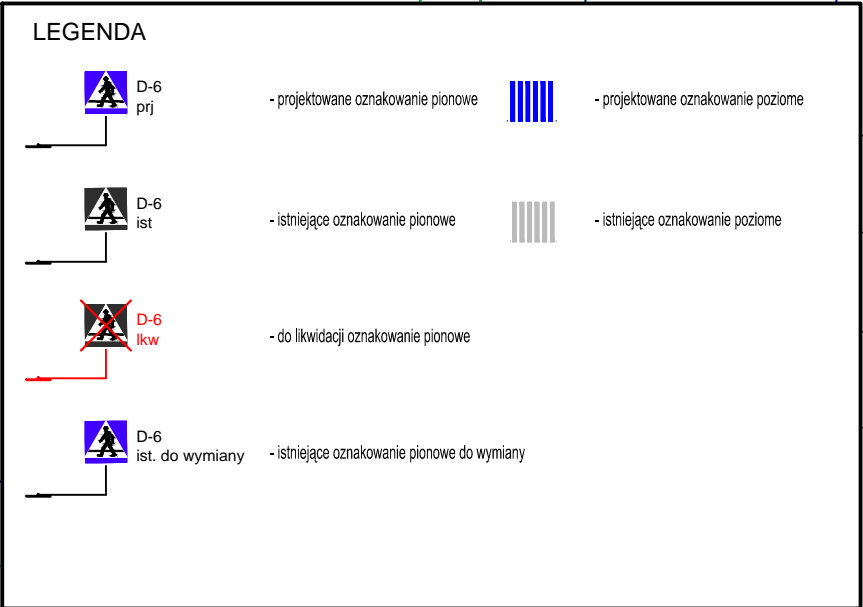 LEGENDA
D-6
prj
- projektowane oznakowanie pionowe
- projektowane oznakowanie poziome
D-6
ist
- istniejące oznakowanie pionowe
- istniejące oznakowanie poziome
D-6
lkw
- do likwidacji oznakowanie pionowe
D-6
ist. do wymiany
- istniejące oznakowanie pionowe do wymiany